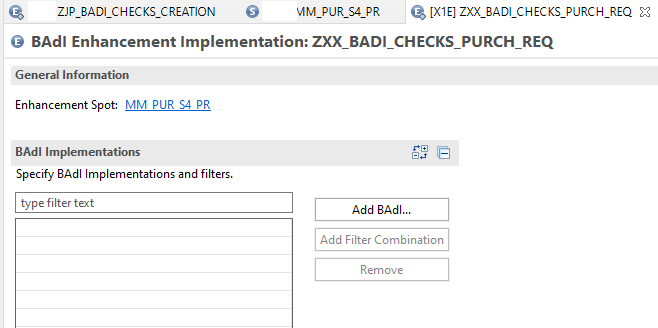 ZJP_BADI_CHECKS_CREATION MM_PUR_S4_PR [X1E] ZXX_BADI_CHECKS_PURCH_REQ
BAdI Enhancement Implementation: ZXX_BADI_CHECKS_PURCH_REQ
General Information
Enhancement Spot: MM_PUR_S4_PR
BAdI Implementations
Specify BAdI Implementations and filters.
type filter text
Add BAdI...
Add Filter Combination
Remove